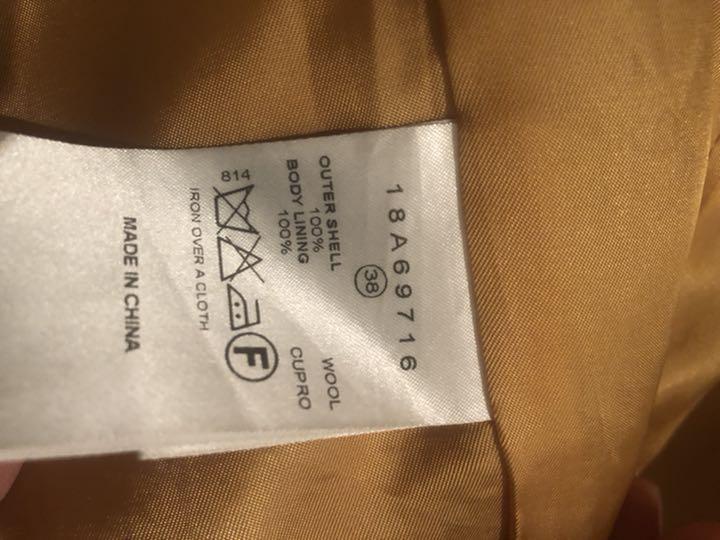 18A69716
38
OUTER SHELL
100% WOOL
BODY LINING
100% CUPRO
814
F
IRON OVER A CLOTH
MADE IN CHINA